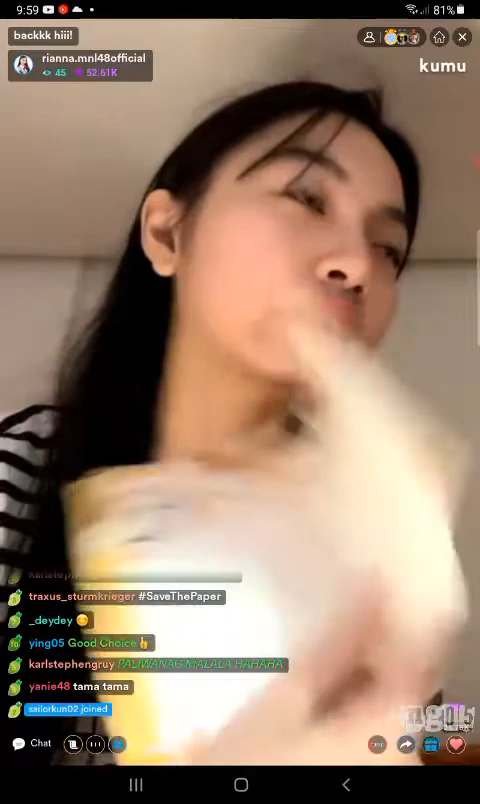 9:59
81%
backkk hiii!
rianna.mnl48official
45
52.61K
kumu
traxus_sturmkrieger #SaveThePaper
_deydey
ying05 Good Choice
karlstephengruy PALIWANAG MALALA HAHAHA
yanie48 tama tama
sailorkun02 joined
Chat